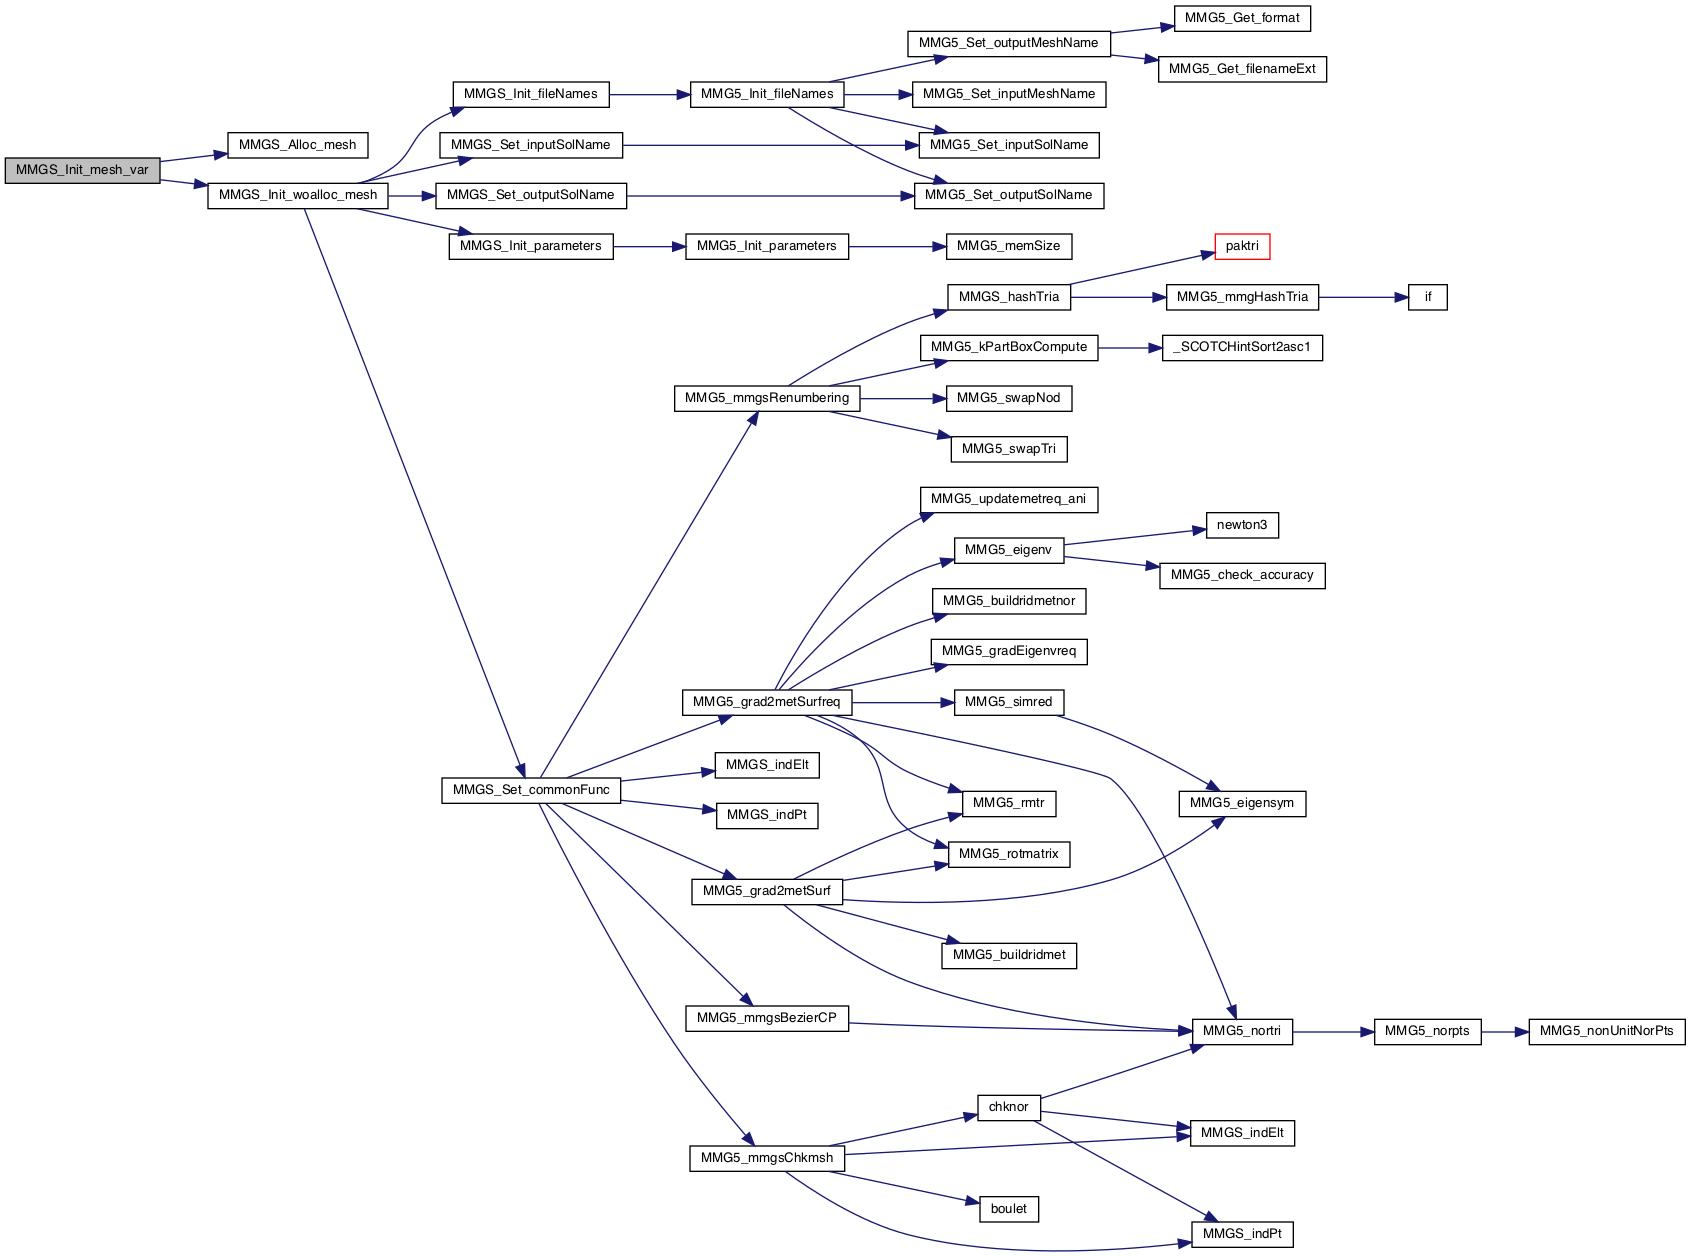 MMG5_Get_format
MMG5_Set_outputMeshName
MMG5_Get_filenameExt
MMGS_Init_fileNames
MMG5_Init_fileNames
MMG5_Set_inputMeshName
MMGS_Alloc_mesh
MMGS_Set_inputSolName
MMG5_Set_inputSolName
MMGS_Init_mesh_var
MMGS_Init_woalloc_mesh
MMGS_Set_outputSolName
MMG5_Set_outputSolName
MMGS_Init_parameters
MMG5_Init_parameters
MMG5_memSize
paktri
MMGS_hashTria
MMG5_mmgHashTria
if
MMG5_kPartBoxCompute
_SCOTCHintSort2asc1
MMG5_mmgsRenumbering
MMG5_swapNod
MMG5_swapTri
MMG5_updatemetreq_ani
newton3
MMG5_eigenv
MMG5_check_accuracy
MMG5_buildridmetnor
MMG5_gradEigenvreq
MMG5_grad2metSurfreq
MMG5_simred
MMGS_indElt
MMGS_Set_commonFunc
MMGS_indPt
MMG5_rmtr
MMG5_eigensym
MMG5_rotmatrix
MMG5_grad2metSurf
MMG5_buildridmet
MMG5_mmgsBezierCP
MMG5_nortri
MMG5_norpts
MMG5_nonUnitNorPts
chknor
MMGS_indElt
MMG5_mmgsChkmsh
boulet
MMGS_indPt